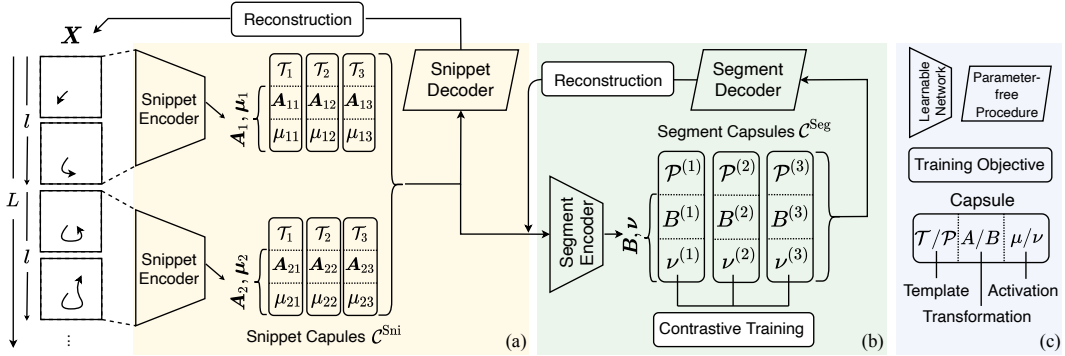 X
l
L
l
⋮
Reconstruction
Snippet
Encoder
A₁, μ₁
𝒯₁ 𝒯₂ 𝒯₃
A₁₁ A₁₂ A₁₃
μ₁₁ μ₁₂ μ₁₃
Snippet
Encoder
A₂, μ₂
𝒯₁ 𝒯₂ 𝒯₃
A₂₁ A₂₂ A₂₃
μ₂₁ μ₂₂ μ₂₃
Snippet Capules 𝒞^Sni
Snippet
Decoder
(a)
Reconstruction
Segment
Decoder
Segment Capsules 𝒞^Seg
Segment
Encoder
B, ν
𝒫^(1) 𝒫^(2) 𝒫^(3)
B^(1) B^(2) B^(3)
ν^(1) ν^(2) ν^(3)
Contrastive Training
(b)
Learnable
Network
Parameter-
free
Procedure
Training Objective
Capsule
𝒯/𝒫 A/B μ/ν
Template Activation
Transformation
(c)